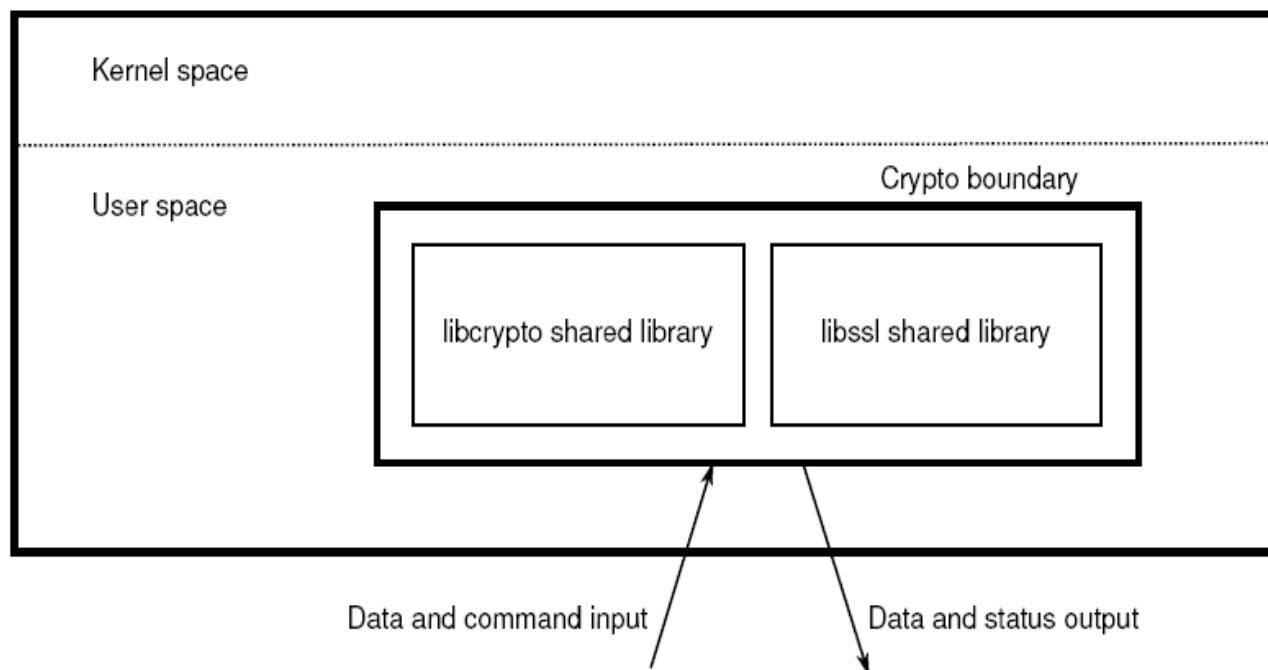 Kernel space
Crypto boundary
User space
libcrypto shared library
libssl shared library
Data and command input
Data and status output